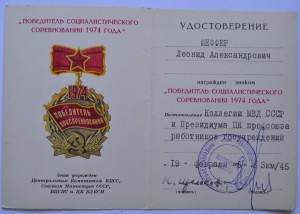 "ПОБЕДИТЕЛЬ СОЦИАЛИСТИЧЕСКОГО
СОРЕВНОВАНИЯ 1974 ГОДА"
1974
ПОБЕДИТЕЛЬ
СОЦСОРЕВНОВАНИЯ
Знак учрежден
Центральным Комитетом КПСС,
Советом Министров СССР,
ВЦСПС и ЦК ВЛКСМ
УДОСТОВЕРЕНИЕ
ШЕФФЕР
Леонид Александрович
награжден знаком
"ПОБЕДИТЕЛЬ СОЦИАЛИСТИЧЕСКОГО
СОРЕВНОВАНИЯ 1974 ГОДА"
Постановление Коллегии МВД СССР
и Президиума ЦК профсоюза
работников Госучреждений
19 февраля